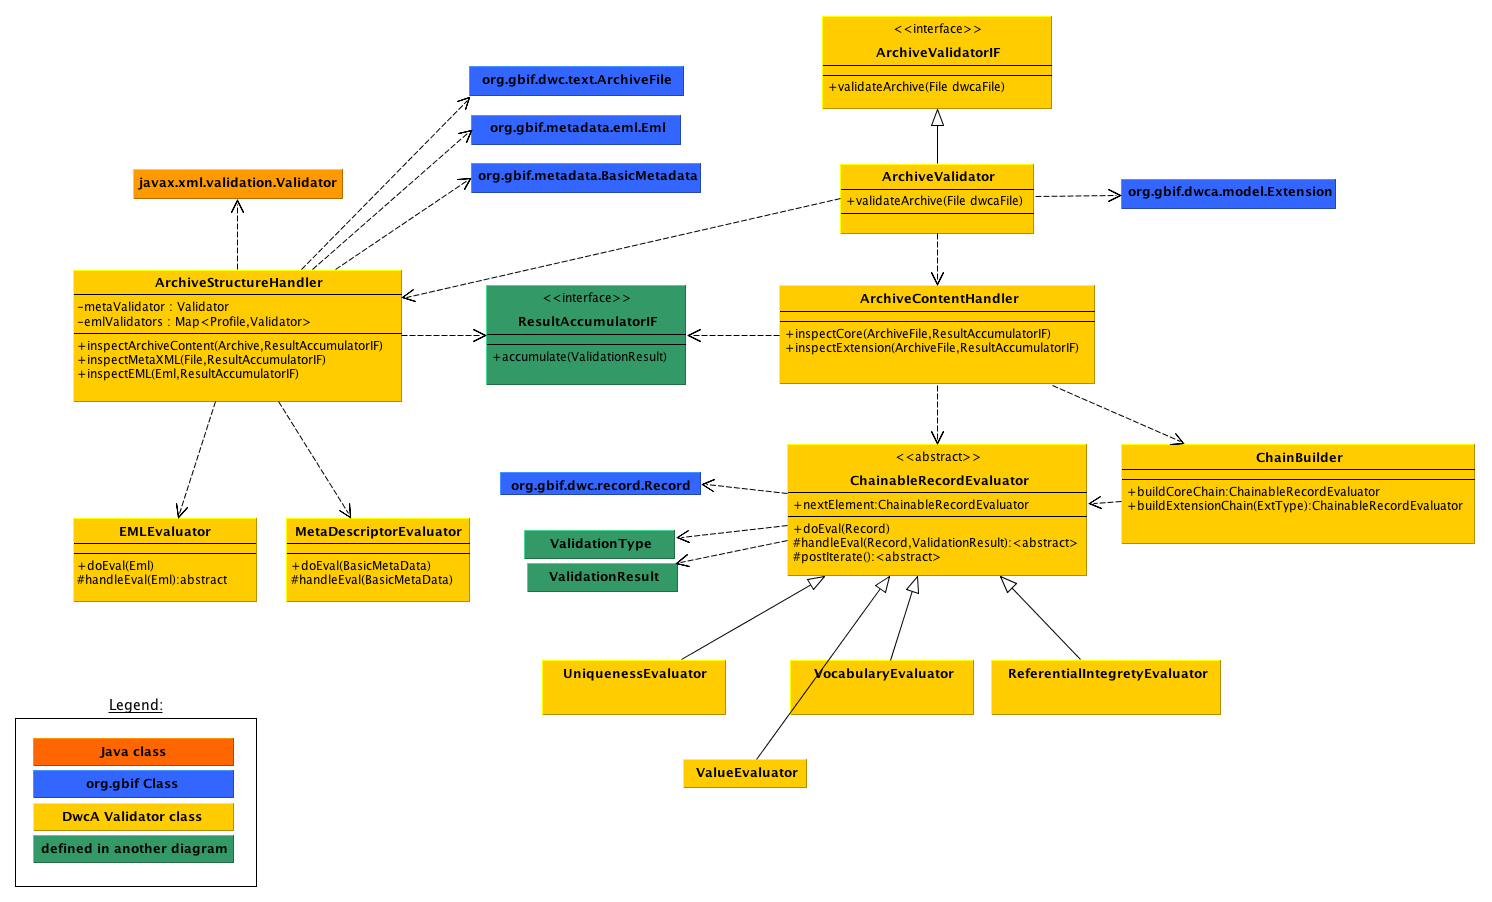 <<interface>>
ArchiveValidatorIF
+validateArchive(File dwcaFile)
org.gbif.dwc.text.ArchiveFile
org.gbif.metadata.eml.Eml
org.gbif.metadata.BasicMetadata
javax.xml.validation.Validator
ArchiveValidator
+validateArchive(File dwcaFile)
org.gbif.dwca.model.Extension
ArchiveStructureHandler
-metaValidator : Validator
-emlValidators : Map<Profile,Validator>
+inspectArchiveContent(Archive,ResultAccumulatorIF)
+inspectMetaXML(File,ResultAccumulatorIF)
+inspectEML(Eml,ResultAccumulatorIF)
<<interface>>
ResultAccumulatorIF
+accumulate(ValidationResult)
ArchiveContentHandler
+inspectCore(ArchiveFile,ResultAccumulatorIF)
+inspectExtension(ArchiveFile,ResultAccumulatorIF)
<<abstract>>
ChainableRecordEvaluator
+nextElement:ChainableRecordEvaluator
+doEval(Record)
#handleEval(Record,ValidationResult):<abstract>
#postIterate():<abstract>
ChainBuilder
+buildCoreChain:ChainableRecordEvaluator
+buildExtensionChain(ExtType):ChainableRecordEvaluator
org.gbif.dwc.record.Record
ValidationType
ValidationResult
EMLEvaluator
+doEval(Eml)
#handleEval(Eml):abstract
MetaDescriptorEvaluator
+doEval(BasicMetaData)
#handleEval(BasicMetaData)
UniquenessEvaluator
VocabularyEvaluator
ReferentialIntegretyEvaluator
ValueEvaluator
Legend:
Java class
org.gbif Class
DwcA Validator class
defined in another diagram